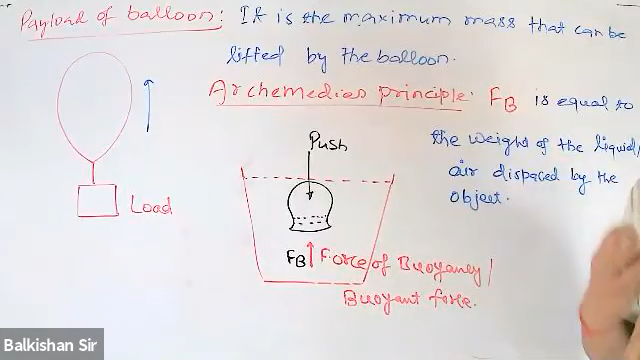 Payload of balloon: It is the maximum mass that can be
lifted by the balloon.
Archemedias principle: FB is equal to
the weight of the liquid/
air dispaced by the
object.
Push
Load
FB Force of Buoyancy/
Buoyant force.
Balkishan Sir